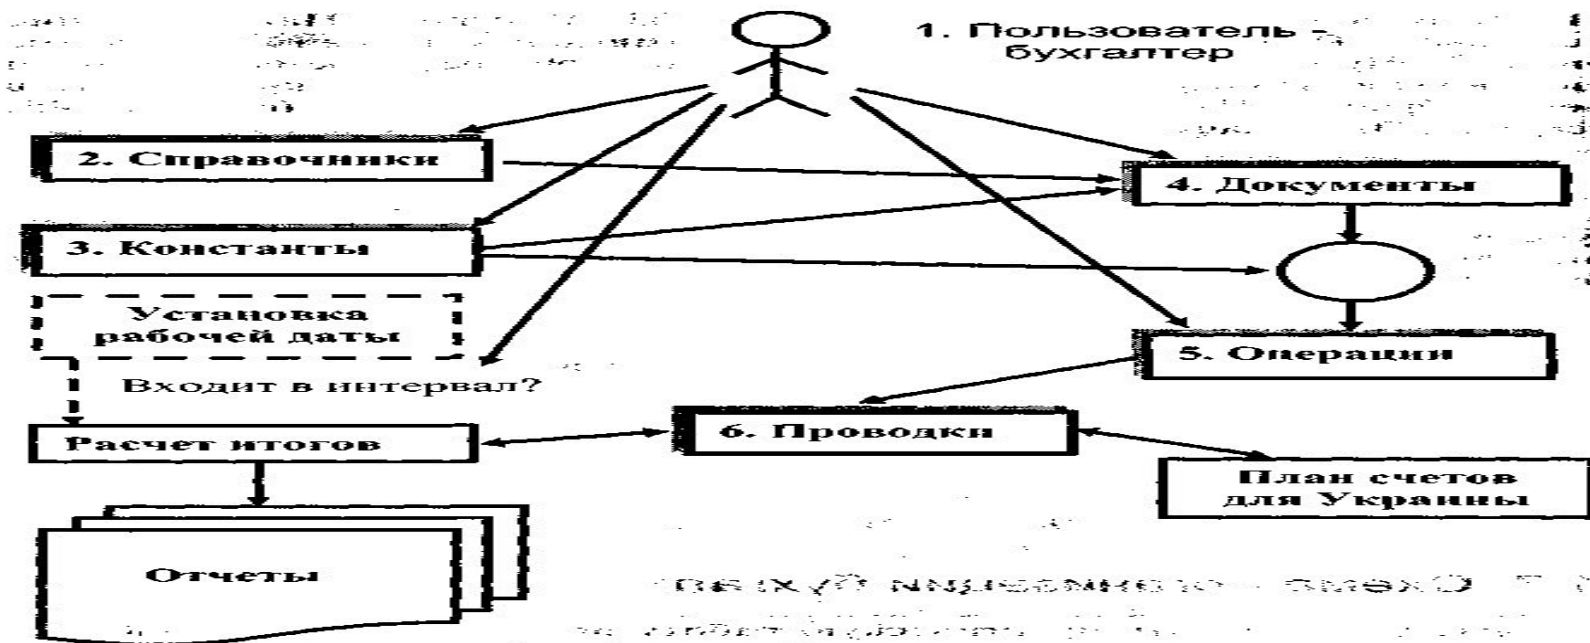 1. Пользователь -
бухгалтер
2. Справочники
4. Документы
3. Константы
Установка
рабочей даты
5. Операции
Входит в интервал?
Расчет итогов
6. Проводки
План счетов
для Украины
Отчеты